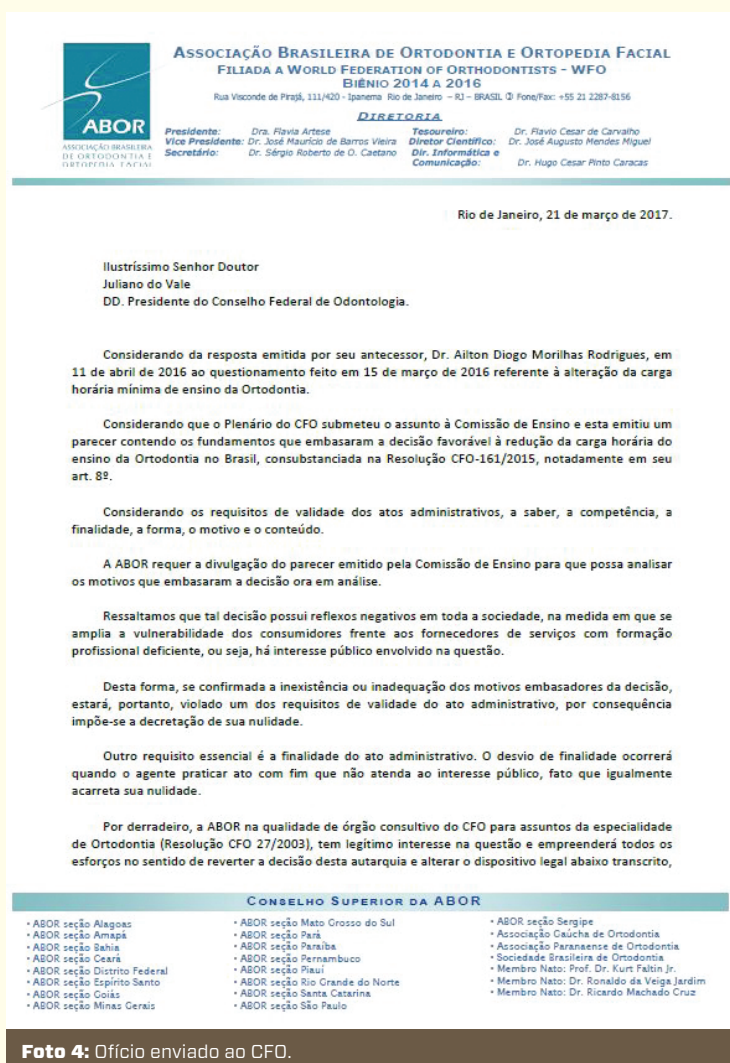 ABOR
ASSOCIAÇÃO BRASILEIRA
DE ORTODONTIA E
ORTOPEDIA FACIAL
ASSOCIAÇÃO BRASILEIRA DE ORTODONTIA E ORTOPEDIA FACIAL
FILIADA A WORLD FEDERATION OF ORTHODONTISTS - WFO
BIÊNIO 2014 A 2016
Rua Visconde de Pirajá, 111/420 - Ipanema Rio de Janeiro – RJ – BRASIL ✆ Fone/Fax: +55 21 2287-8156
DIRETORIA
Presidente: Dra. Flavia Artese Tesoureiro: Dr. Flavio Cesar de Carvalho
Vice Presidente: Dr. José Maurício de Barros Vieira Diretor Científico: Dr. José Augusto Mendes Miguel
Secretário: Dr. Sérgio Roberto de O. Caetano Dir. Informática e
Comunicação: Dr. Hugo Cesar Pinto Caracas
Rio de Janeiro, 21 de março de 2017.
Ilustríssimo Senhor Doutor
Juliano do Vale
DD. Presidente do Conselho Federal de Odontologia.
Considerando da resposta emitida por seu antecessor, Dr. Ailton Diogo Morilhas Rodrigues, em
11 de abril de 2016 ao questionamento feito em 15 de março de 2016 referente à alteração da carga
horária mínima de ensino da Ortodontia.
Considerando que o Plenário do CFO submeteu o assunto à Comissão de Ensino e esta emitiu um
parecer contendo os fundamentos que embasaram a decisão favorável à redução da carga horária do
ensino da Ortodontia no Brasil, consubstanciada na Resolução CFO-161/2015, notadamente em seu
art. 8º.
Considerando os requisitos de validade dos atos administrativos, a saber, a competência, a
finalidade, a forma, o motivo e o conteúdo.
A ABOR requer a divulgação do parecer emitido pela Comissão de Ensino para que possa analisar
os motivos que embasaram a decisão ora em análise.
Ressaltamos que tal decisão possui reflexos negativos em toda a sociedade, na medida em que se
amplia a vulnerabilidade dos consumidores frente aos fornecedores de serviços com formação
profissional deficiente, ou seja, há interesse público envolvido na questão.
Desta forma, se confirmada a inexistência ou inadequação dos motivos embasadores da decisão,
estará, portanto, violado um dos requisitos de validade do ato administrativo, por consequência
impõe-se a decretação de sua nulidade.
Outro requisito essencial é a finalidade do ato administrativo. O desvio de finalidade ocorrerá
quando o agente praticar ato com fim que não atenda ao interesse público, fato que igualmente
acarreta sua nulidade.
Por derradeiro, a ABOR na qualidade de órgão consultivo do CFO para assuntos da especialidade
de Ortodontia (Resolução CFO 27/2003), tem legítimo interesse na questão e empreenderá todos os
esforços no sentido de reverter a decisão desta autarquia e alterar o dispositivo legal abaixo transcrito,
CONSELHO SUPERIOR DA ABOR
• ABOR seção Alagoas
• ABOR seção Amapá
• ABOR seção Bahia
• ABOR seção Ceará
• ABOR seção Distrito Federal
• ABOR seção Espírito Santo
• ABOR seção Goiás
• ABOR seção Minas Gerais
• ABOR seção Mato Grosso do Sul
• ABOR seção Pará
• ABOR seção Paraíba
• ABOR seção Pernambuco
• ABOR seção Piauí
• ABOR seção Rio Grande do Norte
• ABOR seção Santa Catarina
• ABOR seção São Paulo
• ABOR seção Sergipe
• Associação Gaúcha de Ortodontia
• Associação Paranaense de Ortodontia
• Sociedade Brasileira de Ortodontia
• Membro Nato: Prof. Dr. Kurt Faltin Jr.
• Membro Nato: Dr. Ronaldo da Veiga Jardim
• Membro Nato: Dr. Ricardo Machado Cruz
Foto 4: Ofício enviado ao CFO.